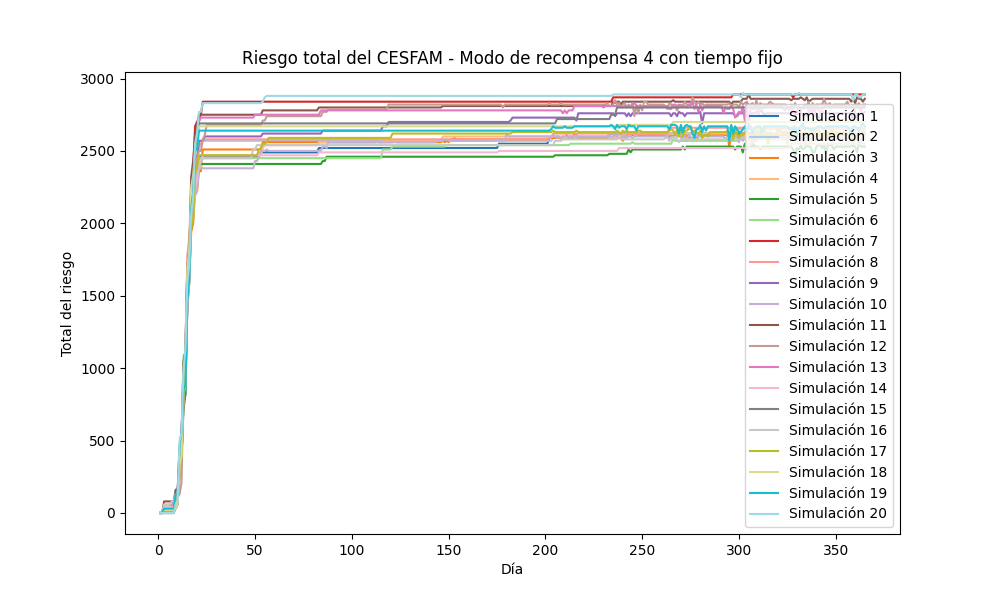 Riesgo total del CESFAM - Modo de recompensa 4 con tiempo fijo
Total del riesgo
3000
2500
2000
1500
1000
500
0
Simulación 1
Simulación 2
Simulación 3
Simulación 4
Simulación 5
Simulación 6
Simulación 7
Simulación 8
Simulación 9
Simulación 10
Simulación 11
Simulación 12
Simulación 13
Simulación 14
Simulación 15
Simulación 16
Simulación 17
Simulación 18
Simulación 19
Simulación 20
0 50 100 150 200 250 300 350
Día